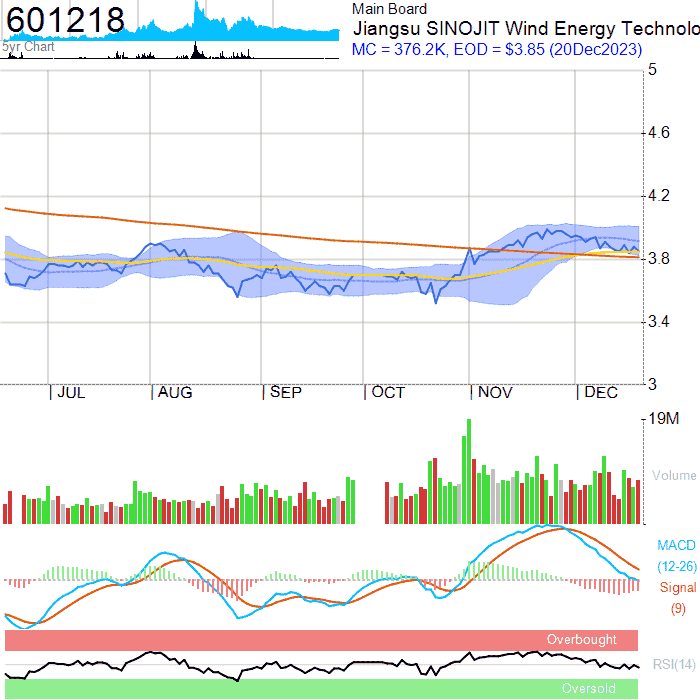 601218
5yr Chart
Main Board
Jiangsu SINOJIT Wind Energy Technolo
MC = 376.2K, EOD = $3.85 (20Dec2023)
5
4.6
4.2
3.8
3.4
3
JUL
AUG
SEP
OCT
NOV
DEC
19M
Volume
MACD
(12-26)
Signal
(9)
Overbought
RSI(14)
Oversold